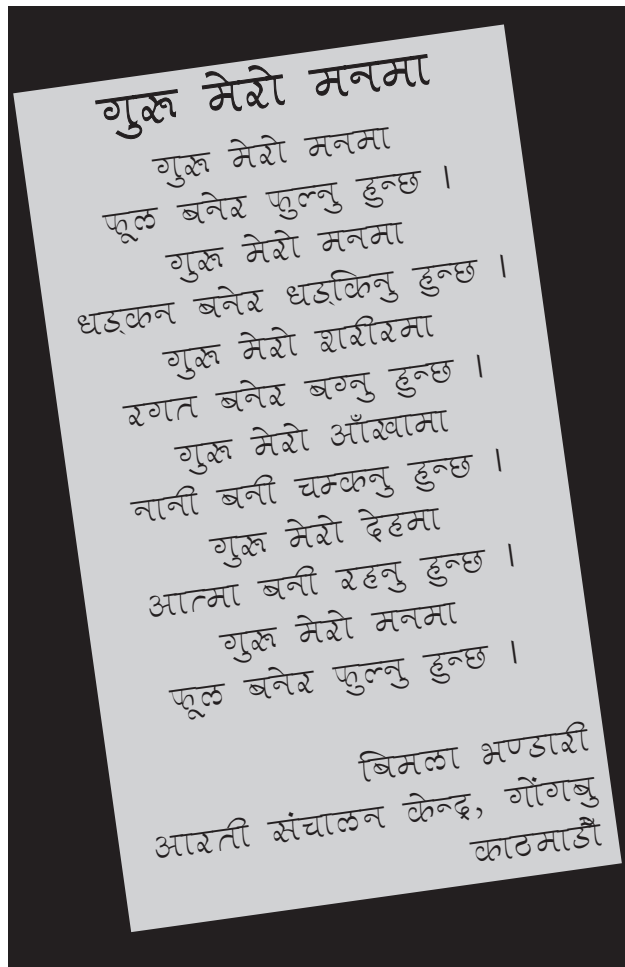 गुरू मेरो मनमा
गुरू मेरो मनमा
फूल बनेर फुल्नु हुन्छ ।
गुरू मेरो मनमा
धड्कन बनेर धड्किनु हुन्छ ।
गुरू मेरो शरीरमा
रगत बनेर बग्नु हुन्छ ।
गुरू मेरो आँखामा
नानी बनी चम्कनु हुन्छ ।
गुरू मेरो देहमा
आत्मा बनी रहनु हुन्छ ।
गुरू मेरो मनमा
फूल बनेर फुल्नु हुन्छ ।
बिमला भण्डारी
आरती संचालन केन्द्र, गोंगबु
काठमाडौं